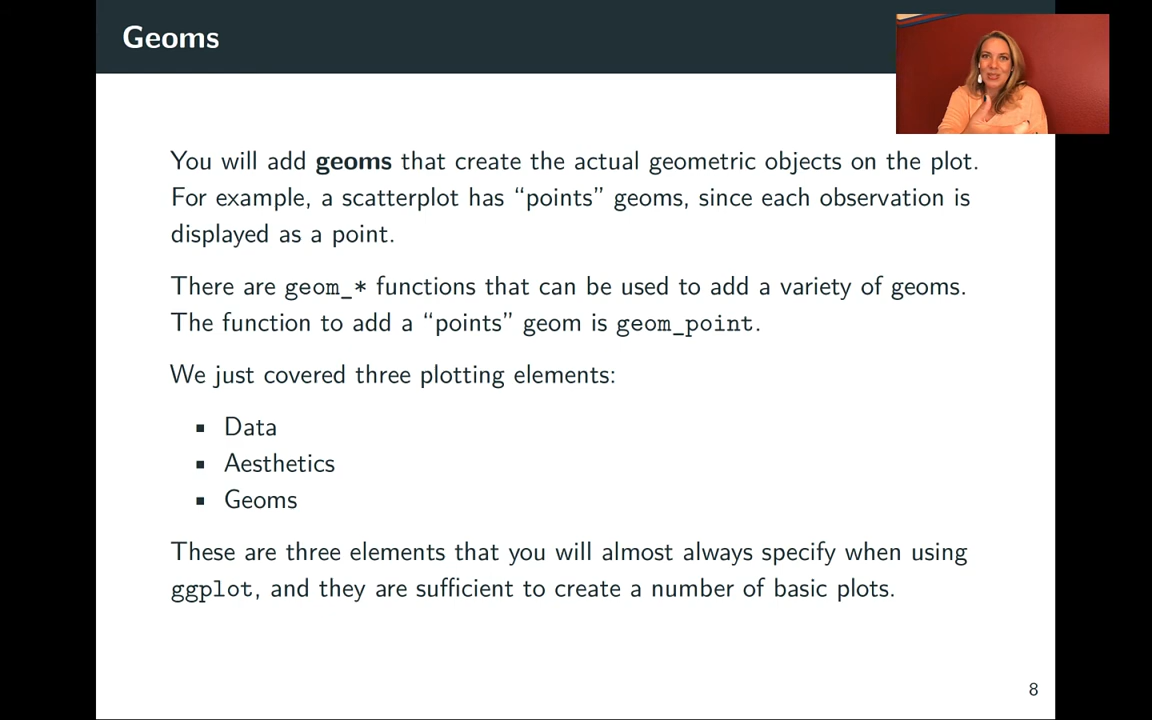 Geoms
You will add geoms that create the actual geometric objects on the plot.
For example, a scatterplot has “points” geoms, since each observation is
displayed as a point.
There are geom_* functions that can be used to add a variety of geoms.
The function to add a “points” geom is geom_point.
We just covered three plotting elements:
▪ Data
▪ Aesthetics
▪ Geoms
These are three elements that you will almost always specify when using
ggplot, and they are sufficient to create a number of basic plots.
8